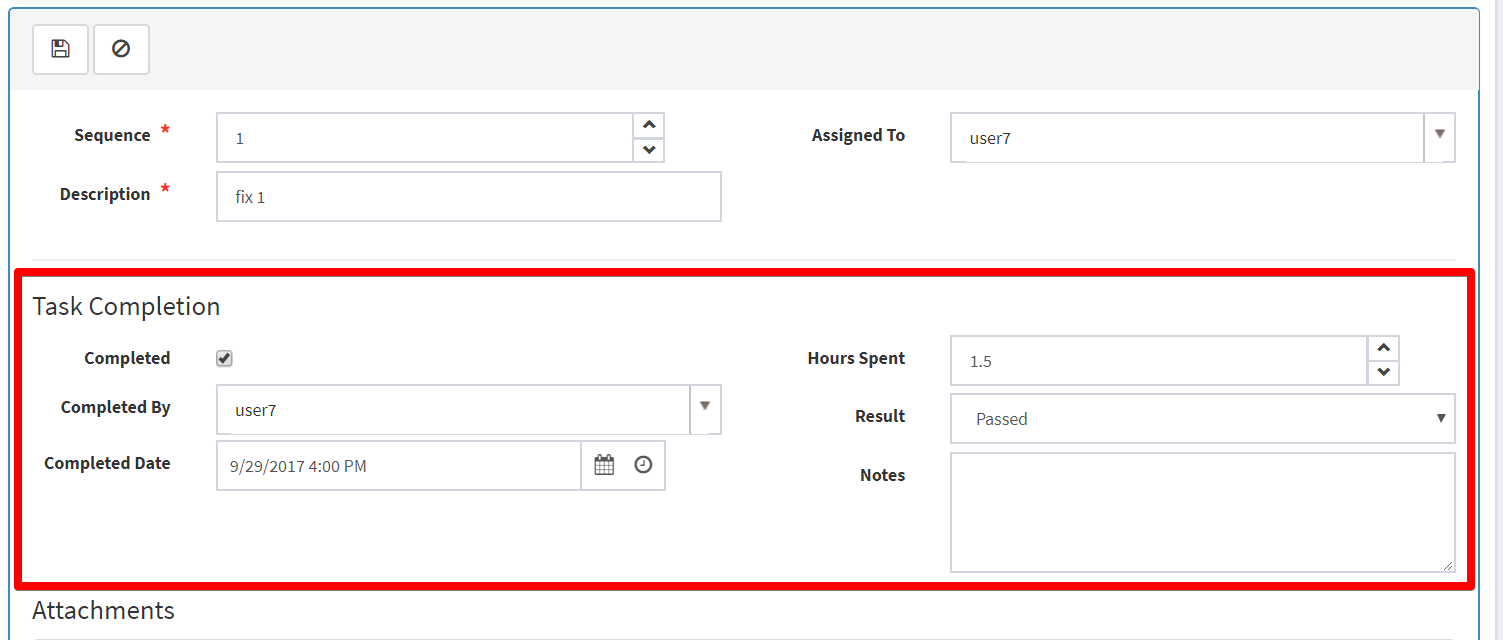 Sequence * 1
Assigned To user7
Description * fix 1
Task Completion
Completed
Hours Spent 1.5
Completed By user7
Result Passed
Completed Date 9/29/2017 4:00 PM
Notes
Attachments